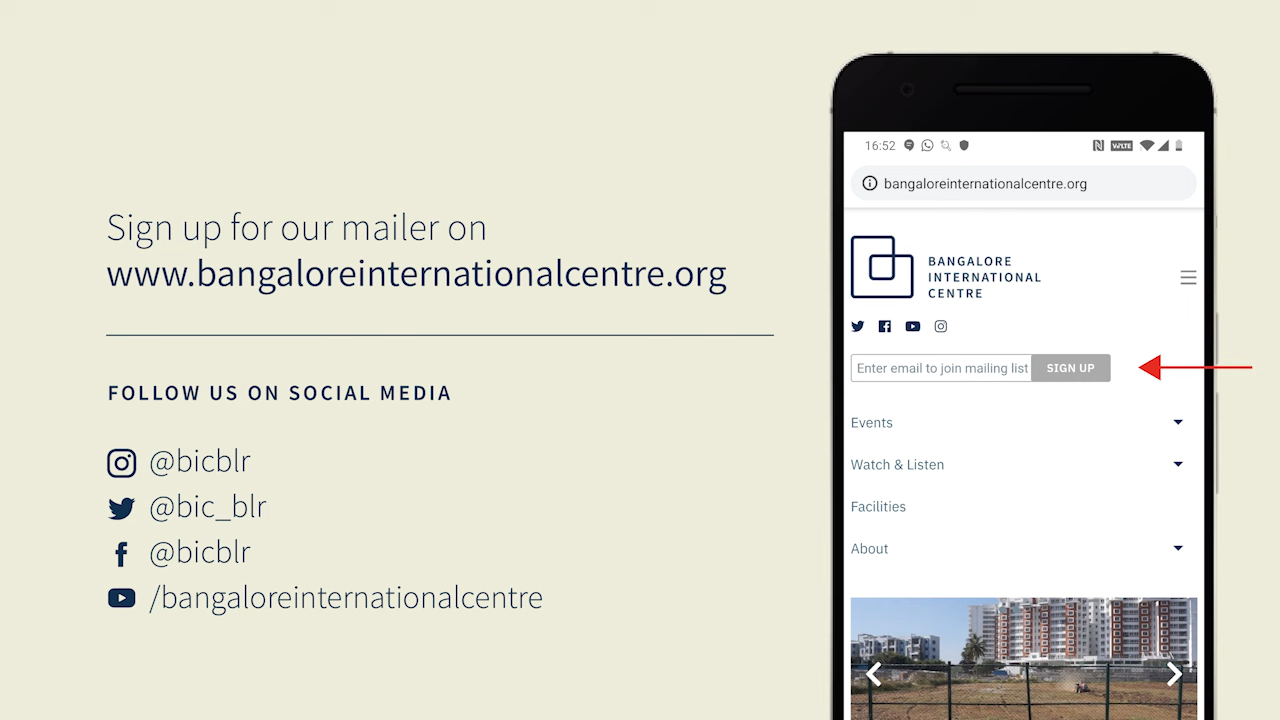 Sign up for our mailer on
www.bangaloreinternationalcentre.org
FOLLOW US ON SOCIAL MEDIA
@bicblr
@bic_blr
@bicblr
/bangaloreinternationalcentre
16:52
VoLTE
bangaloreinternationalcentre.org
BANGALORE
INTERNATIONAL
CENTRE
Enter email to join mailing list
SIGN UP
Events
Watch & Listen
Facilities
About